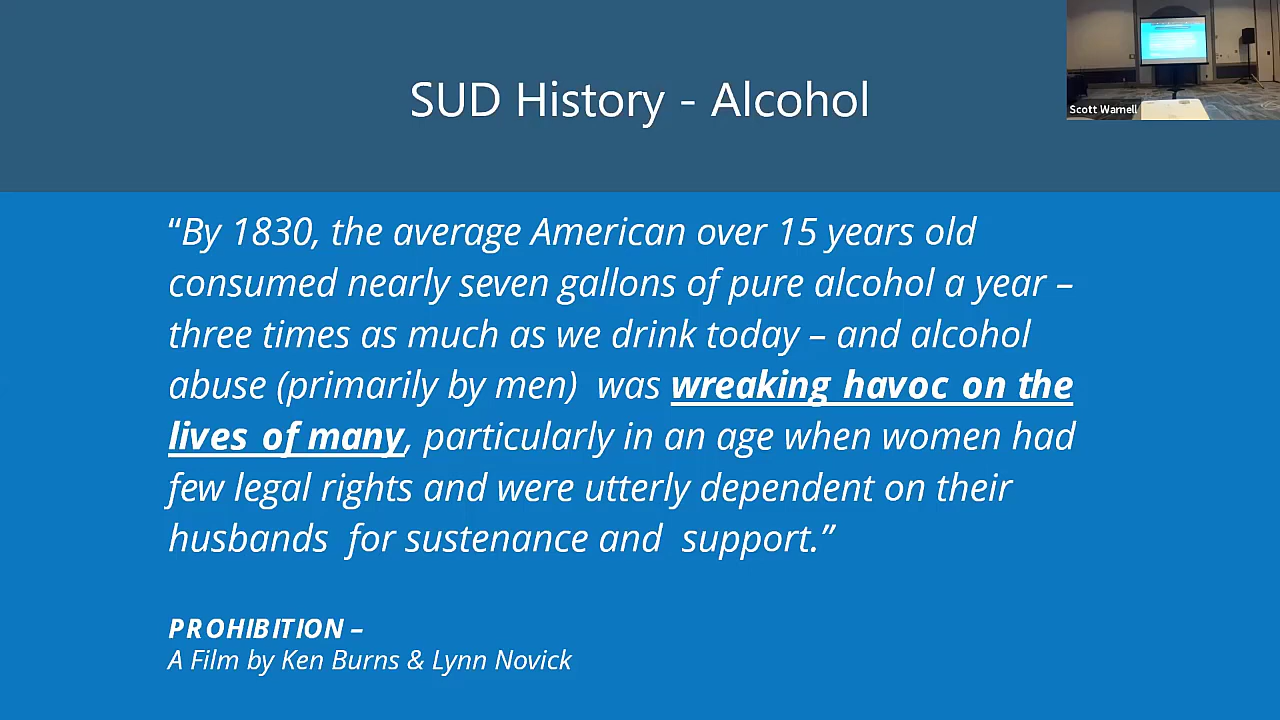 SUD History - Alcohol
Scott Warnell
“By 1830, the average American over 15 years old
consumed nearly seven gallons of pure alcohol a year –
three times as much as we drink today – and alcohol
abuse (primarily by men) was wreaking havoc on the
lives of many, particularly in an age when women had
few legal rights and were utterly dependent on their
husbands for sustenance and support.”
PROHIBITION –
A Film by Ken Burns & Lynn Novick